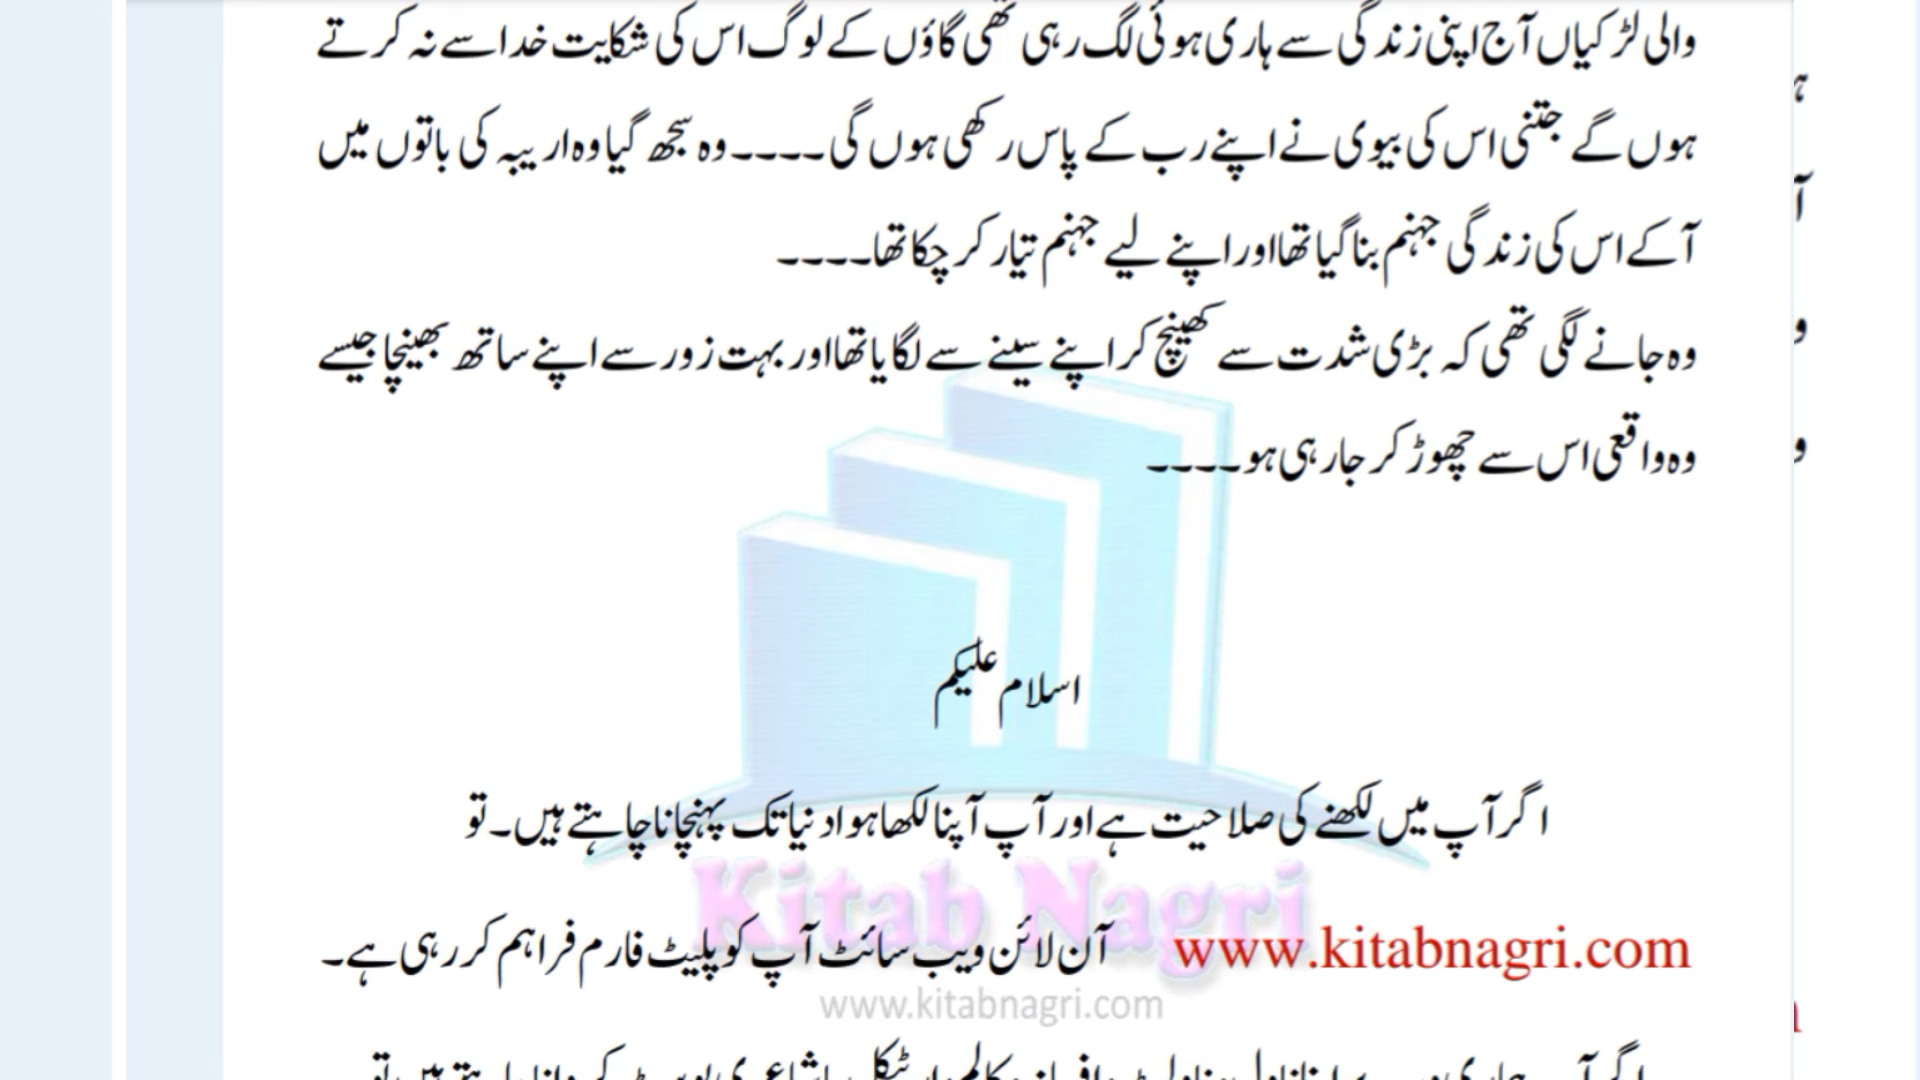 والی لڑکیاں آج اپنی زندگی سے ہاری ہوئی لگ رہی تھی گاؤں کے لوگ اس کی شکایت خدا سے نہ کرتے
ہوں گے جتنی اس کی بیوی نے اپنے رب کے پاس رکھی ہوں گی۔۔۔۔ وہ سمجھ گیا وہ اریبہ کی باتوں میں
آکے اس کی زندگی جہنم بنا گیا تھا اور اپنے لیے جہنم تیار کر چکا تھا۔۔۔۔
وہ جانے لگی تھی کہ بڑی شدت سے کھینچ کر اپنے سینے سے لگایا تھا اور بہت زور سے اپنے ساتھ بھینچا جیسے
وہ واقعی اس سے چھوڑ کر جا رہی ہو۔۔۔۔
اسلام علیکم
اگر آپ میں لکھنے کی صلاحیت ہے اور آپ آپنا لکھا ہوا دنیا تک پہنچانا چاہتے ہیں۔ تو
Kitab Nagri
www.kitabnagri.com آن لائن ویب سائٹ آپ کو پلیٹ فارم فراہم کر رہی ہے۔
www.kitabnagri.com